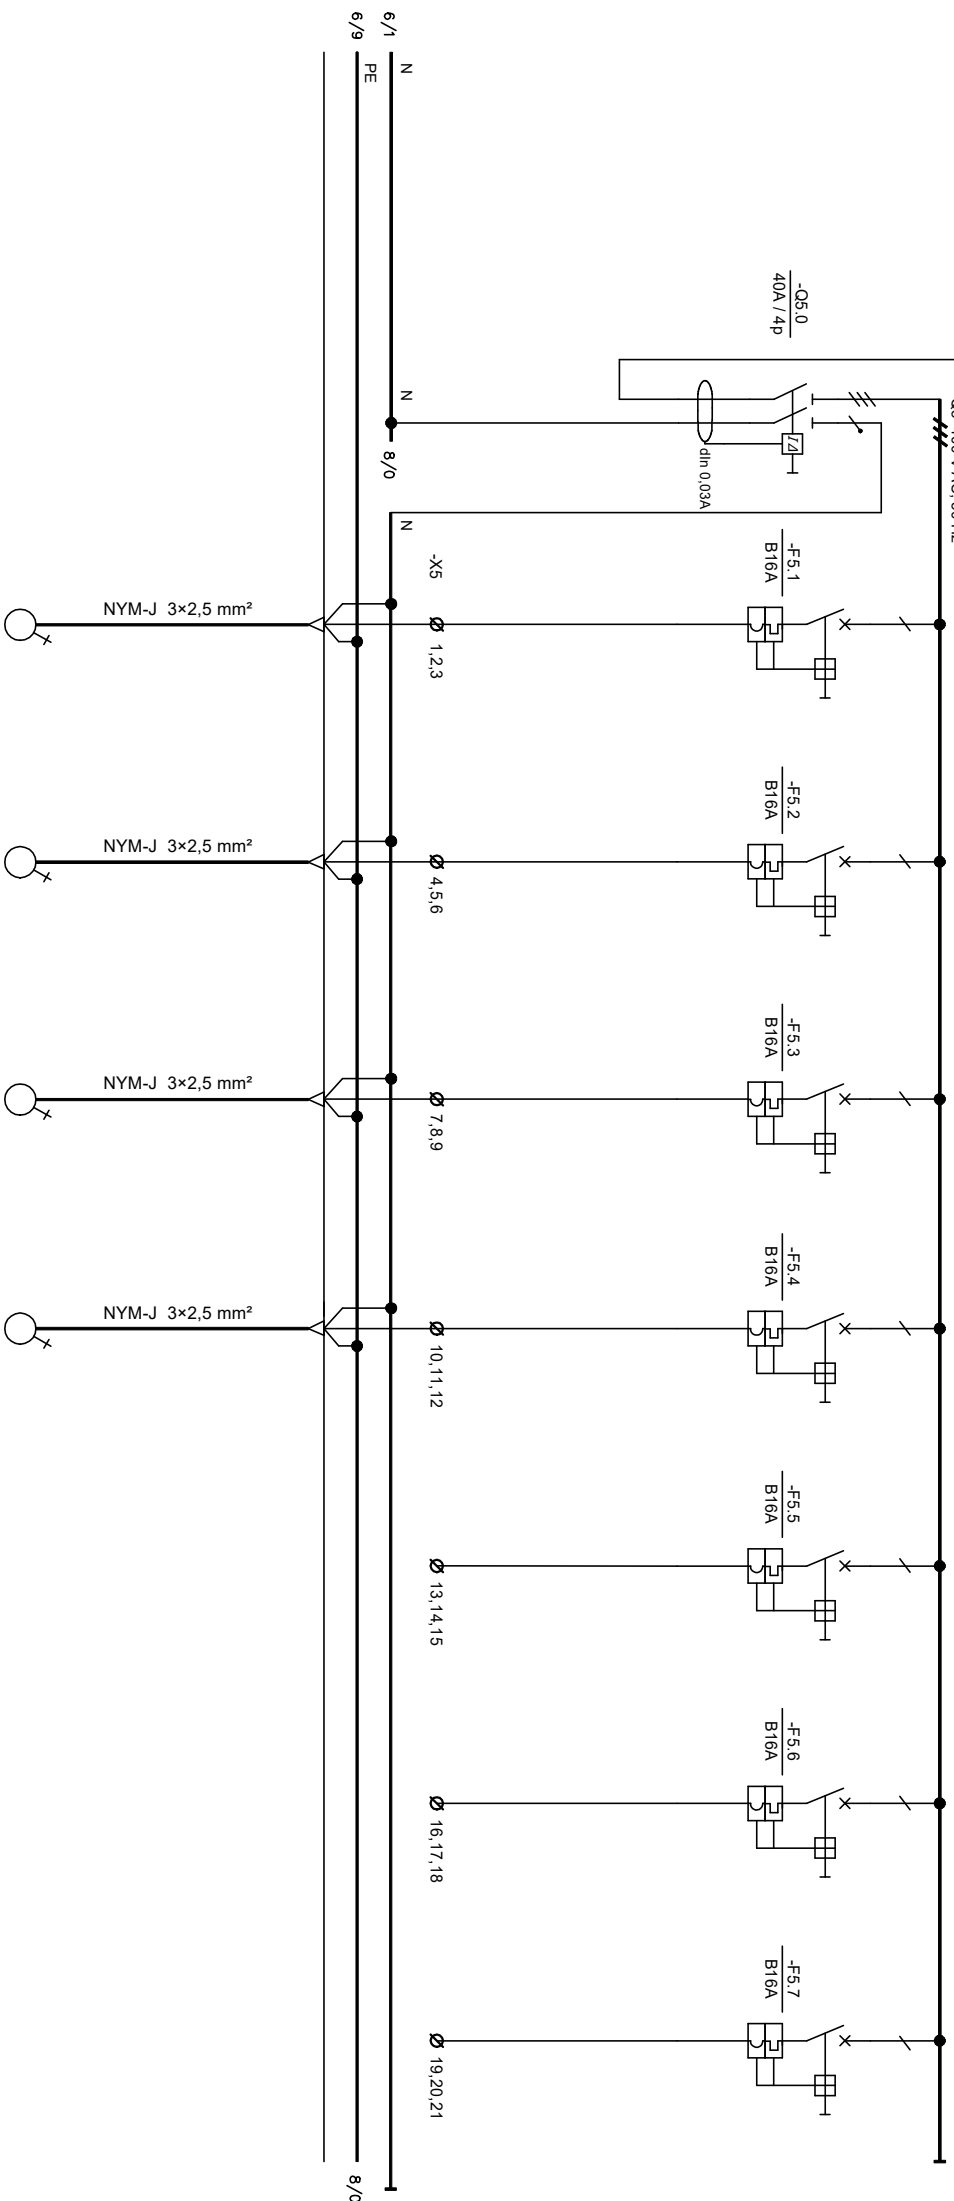 6/9
6/1
PE
N
-Q5.0
40A / 4p
N
8/0
dIn 0,03A
N
-X5
-F5.1
B16A
NYM-J 3×2,5 mm²
1,2,3
-F5.2
B16A
NYM-J 3×2,5 mm²
4,5,6
-F5.3
B16A
NYM-J 3×2,5 mm²
7,8,9
-F5.4
B16A
NYM-J 3×2,5 mm²
10,11,12
-F5.5
B16A
13,14,15
-F5.6
B16A
16,17,18
-F5.7
B16A
19,20,21
8/0